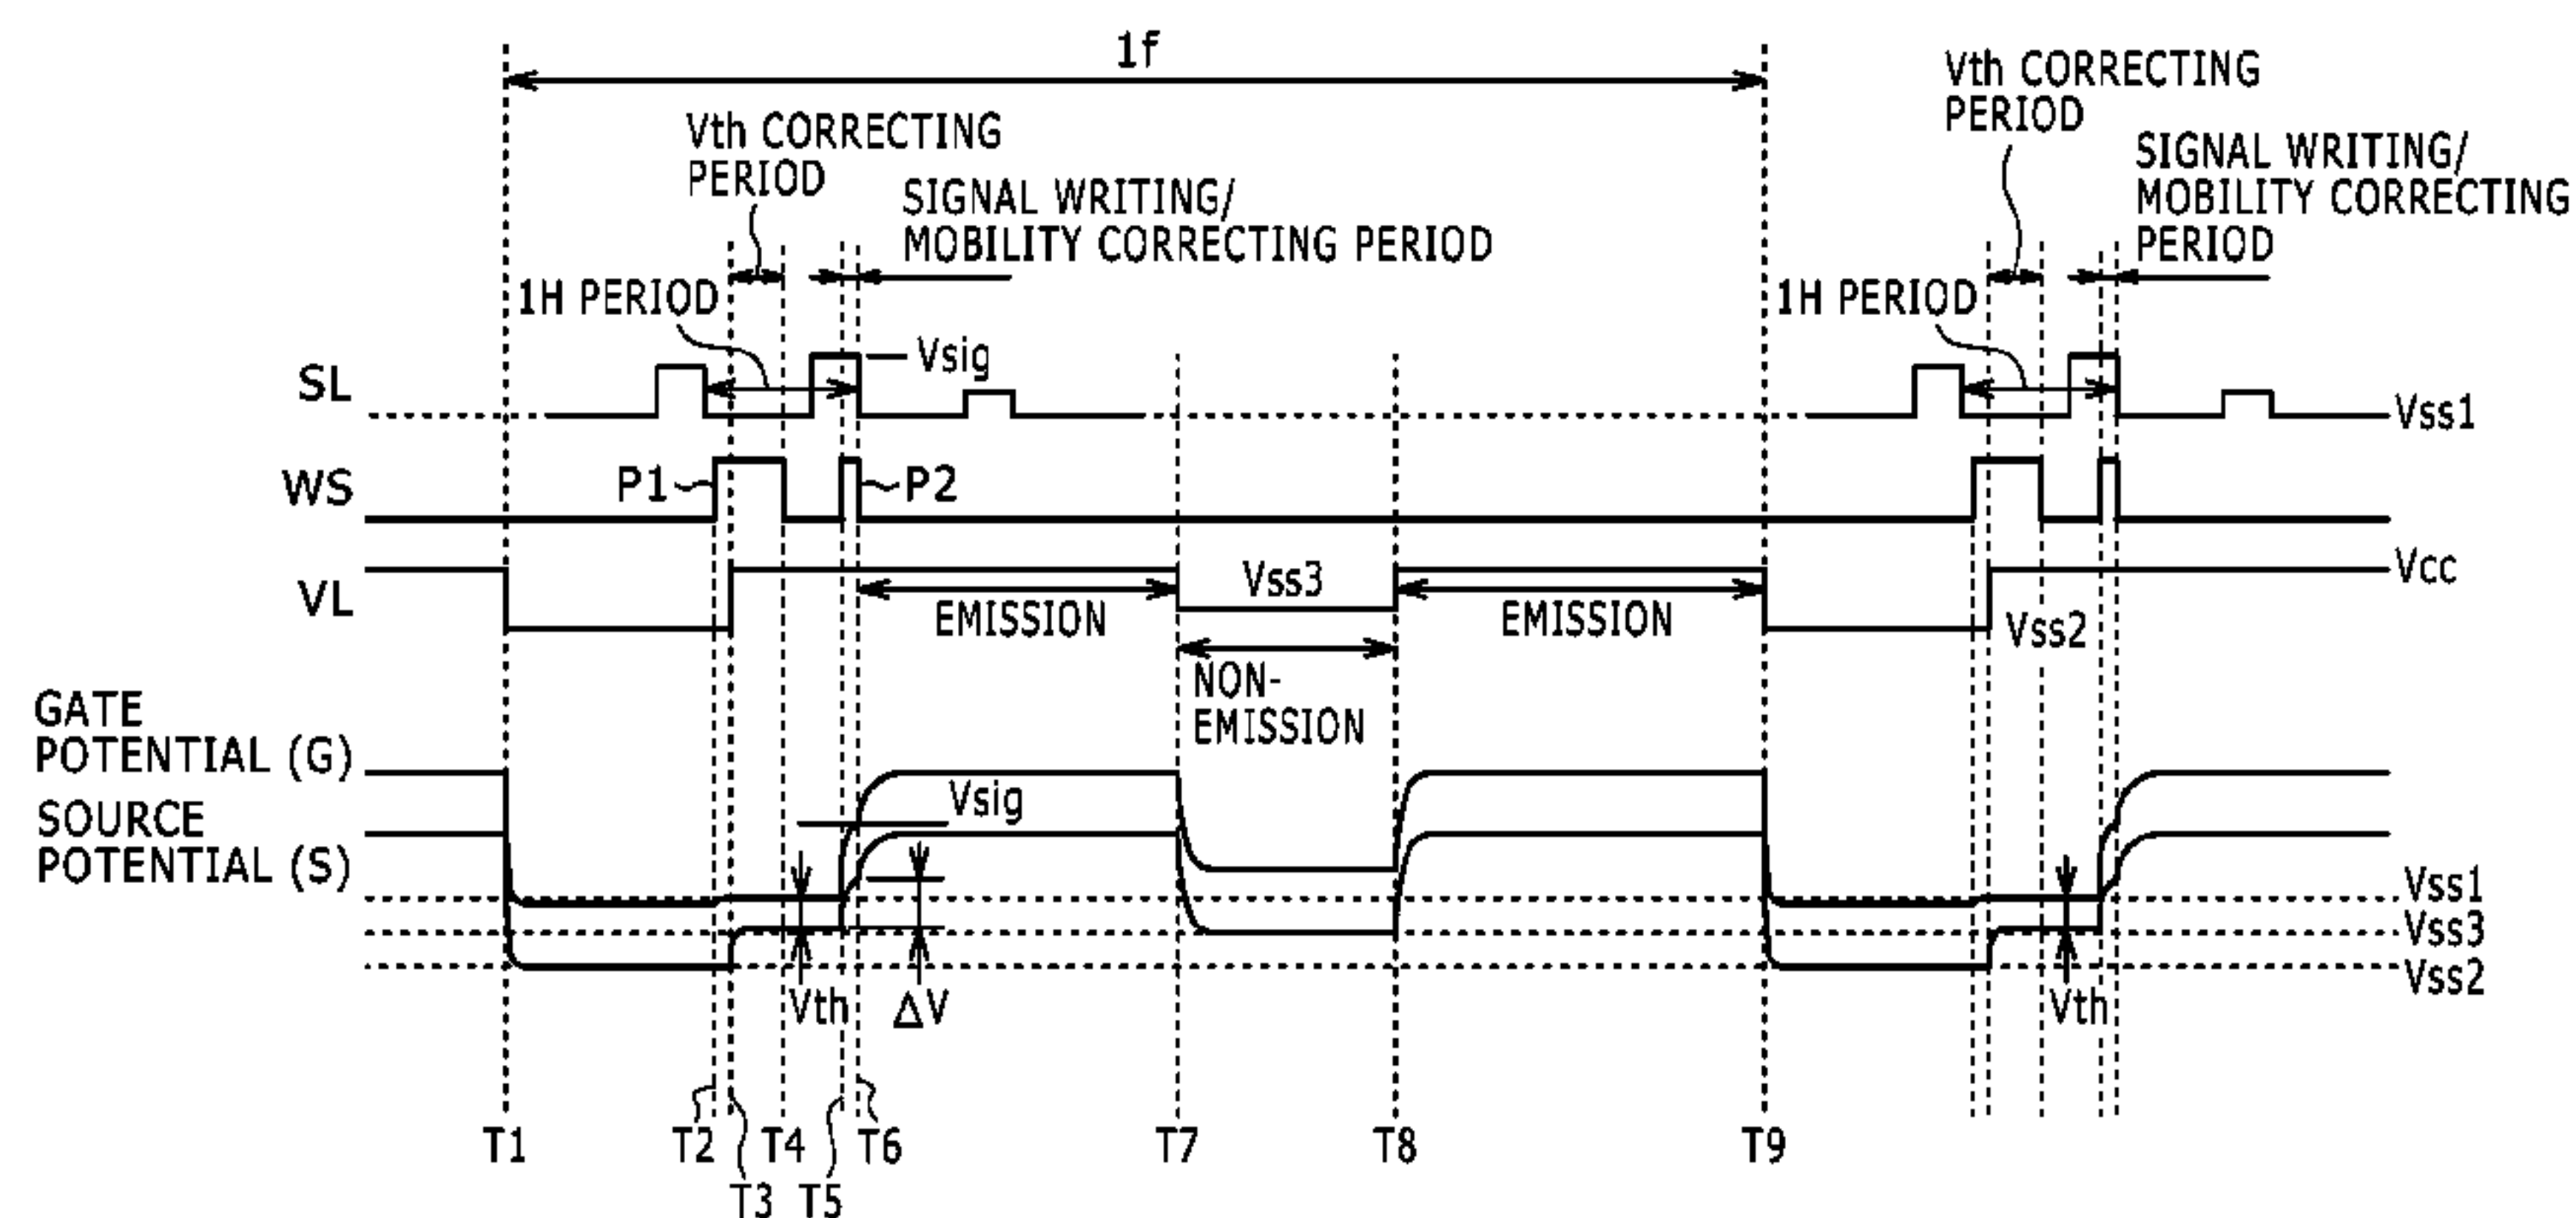 1f
Vth CORRECTING
PERIOD
Vth CORRECTING
PERIOD
SIGNAL WRITING/
MOBILITY CORRECTING PERIOD
SIGNAL WRITING/
MOBILITY CORRECTING
PERIOD
1H PERIOD
1H PERIOD
Vsig
SL
Vss1
WS
P1
P2
VL
Vss3
Vcc
EMISSION
EMISSION
Vss2
NON-
EMISSION
GATE
POTENTIAL (G)
Vsig
SOURCE
POTENTIAL (S)
Vss1
Vss3
Vss2
Vth
ΔV
Vth
T1
T2
T4
T6
T7
T8
T9
T3
T5